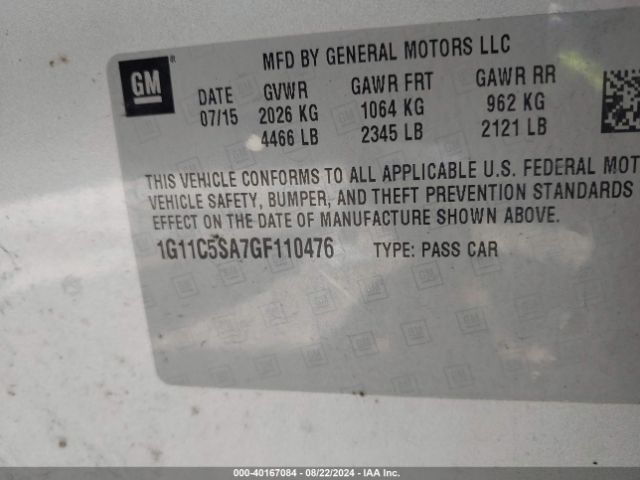 MFD BY GENERAL MOTORS LLC
GM ®
DATE GVWR GAWR FRT GAWR RR
07/15 2026 KG 1064 KG 962 KG
4466 LB 2345 LB 2121 LB
THIS VEHICLE CONFORMS TO ALL APPLICABLE U.S. FEDERAL MOT
VEHICLE SAFETY, BUMPER, AND THEFT PREVENTION STANDARDS
EFFECT ON THE DATE OF MANUFACTURE SHOWN ABOVE.
1G11C5SA7GF110476 TYPE: PASS CAR
000-40167084 - 08/22/2024 - IAA Inc.